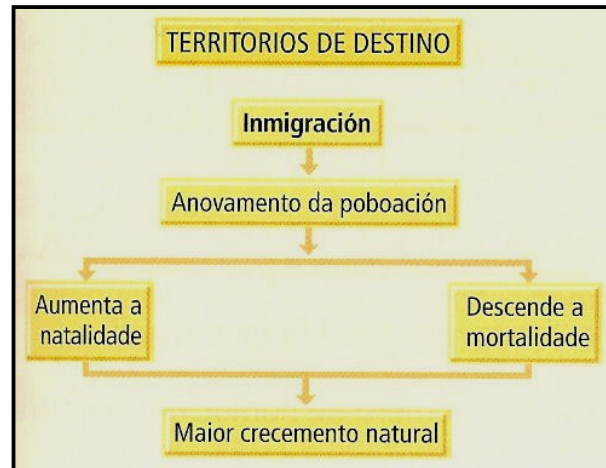 TERRITORIOS DE DESTINO
Inmigración
Anovamento da poboación
Aumenta a
natalidade
Descende a
mortalidade
Maior crecemento natural